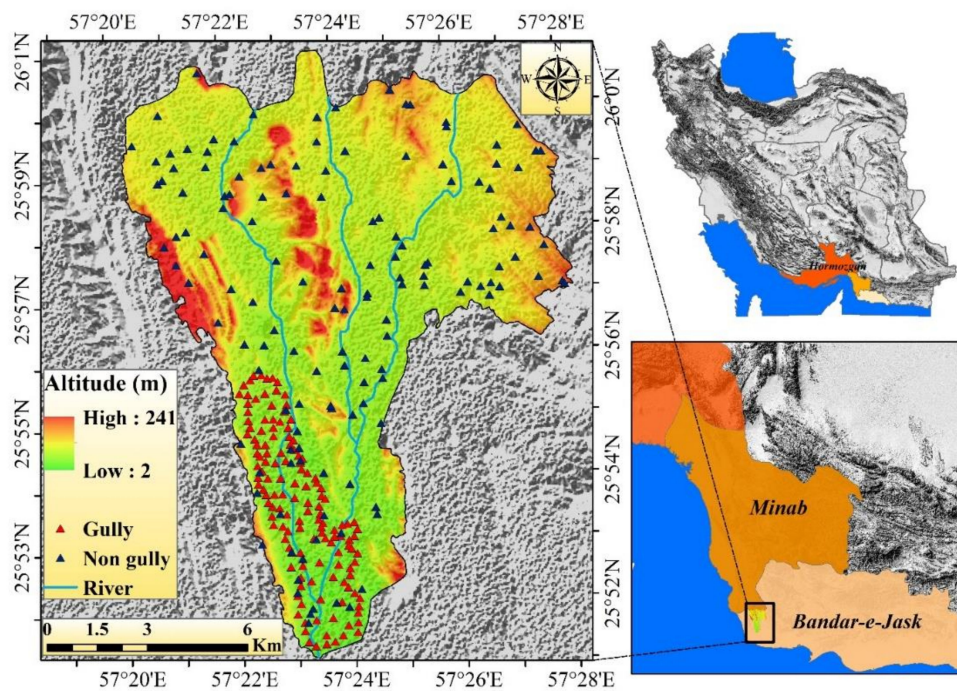 57°20'E 57°22'E 57°24'E 57°26'E 57°28'E
26°1'N
25°59'N
25°57'N
25°55'N
25°53'N
N
W E
S
26°0'N
25°58'N
25°56'N
25°54'N
25°52'N
Altitude (m)
High : 241
Low : 2
Gully
Non gully
River
0 1.5 3 6
Km
57°20'E 57°22'E 57°24'E 57°26'E 57°28'E
Hormozgan
Minab
Bandar-e-Jask